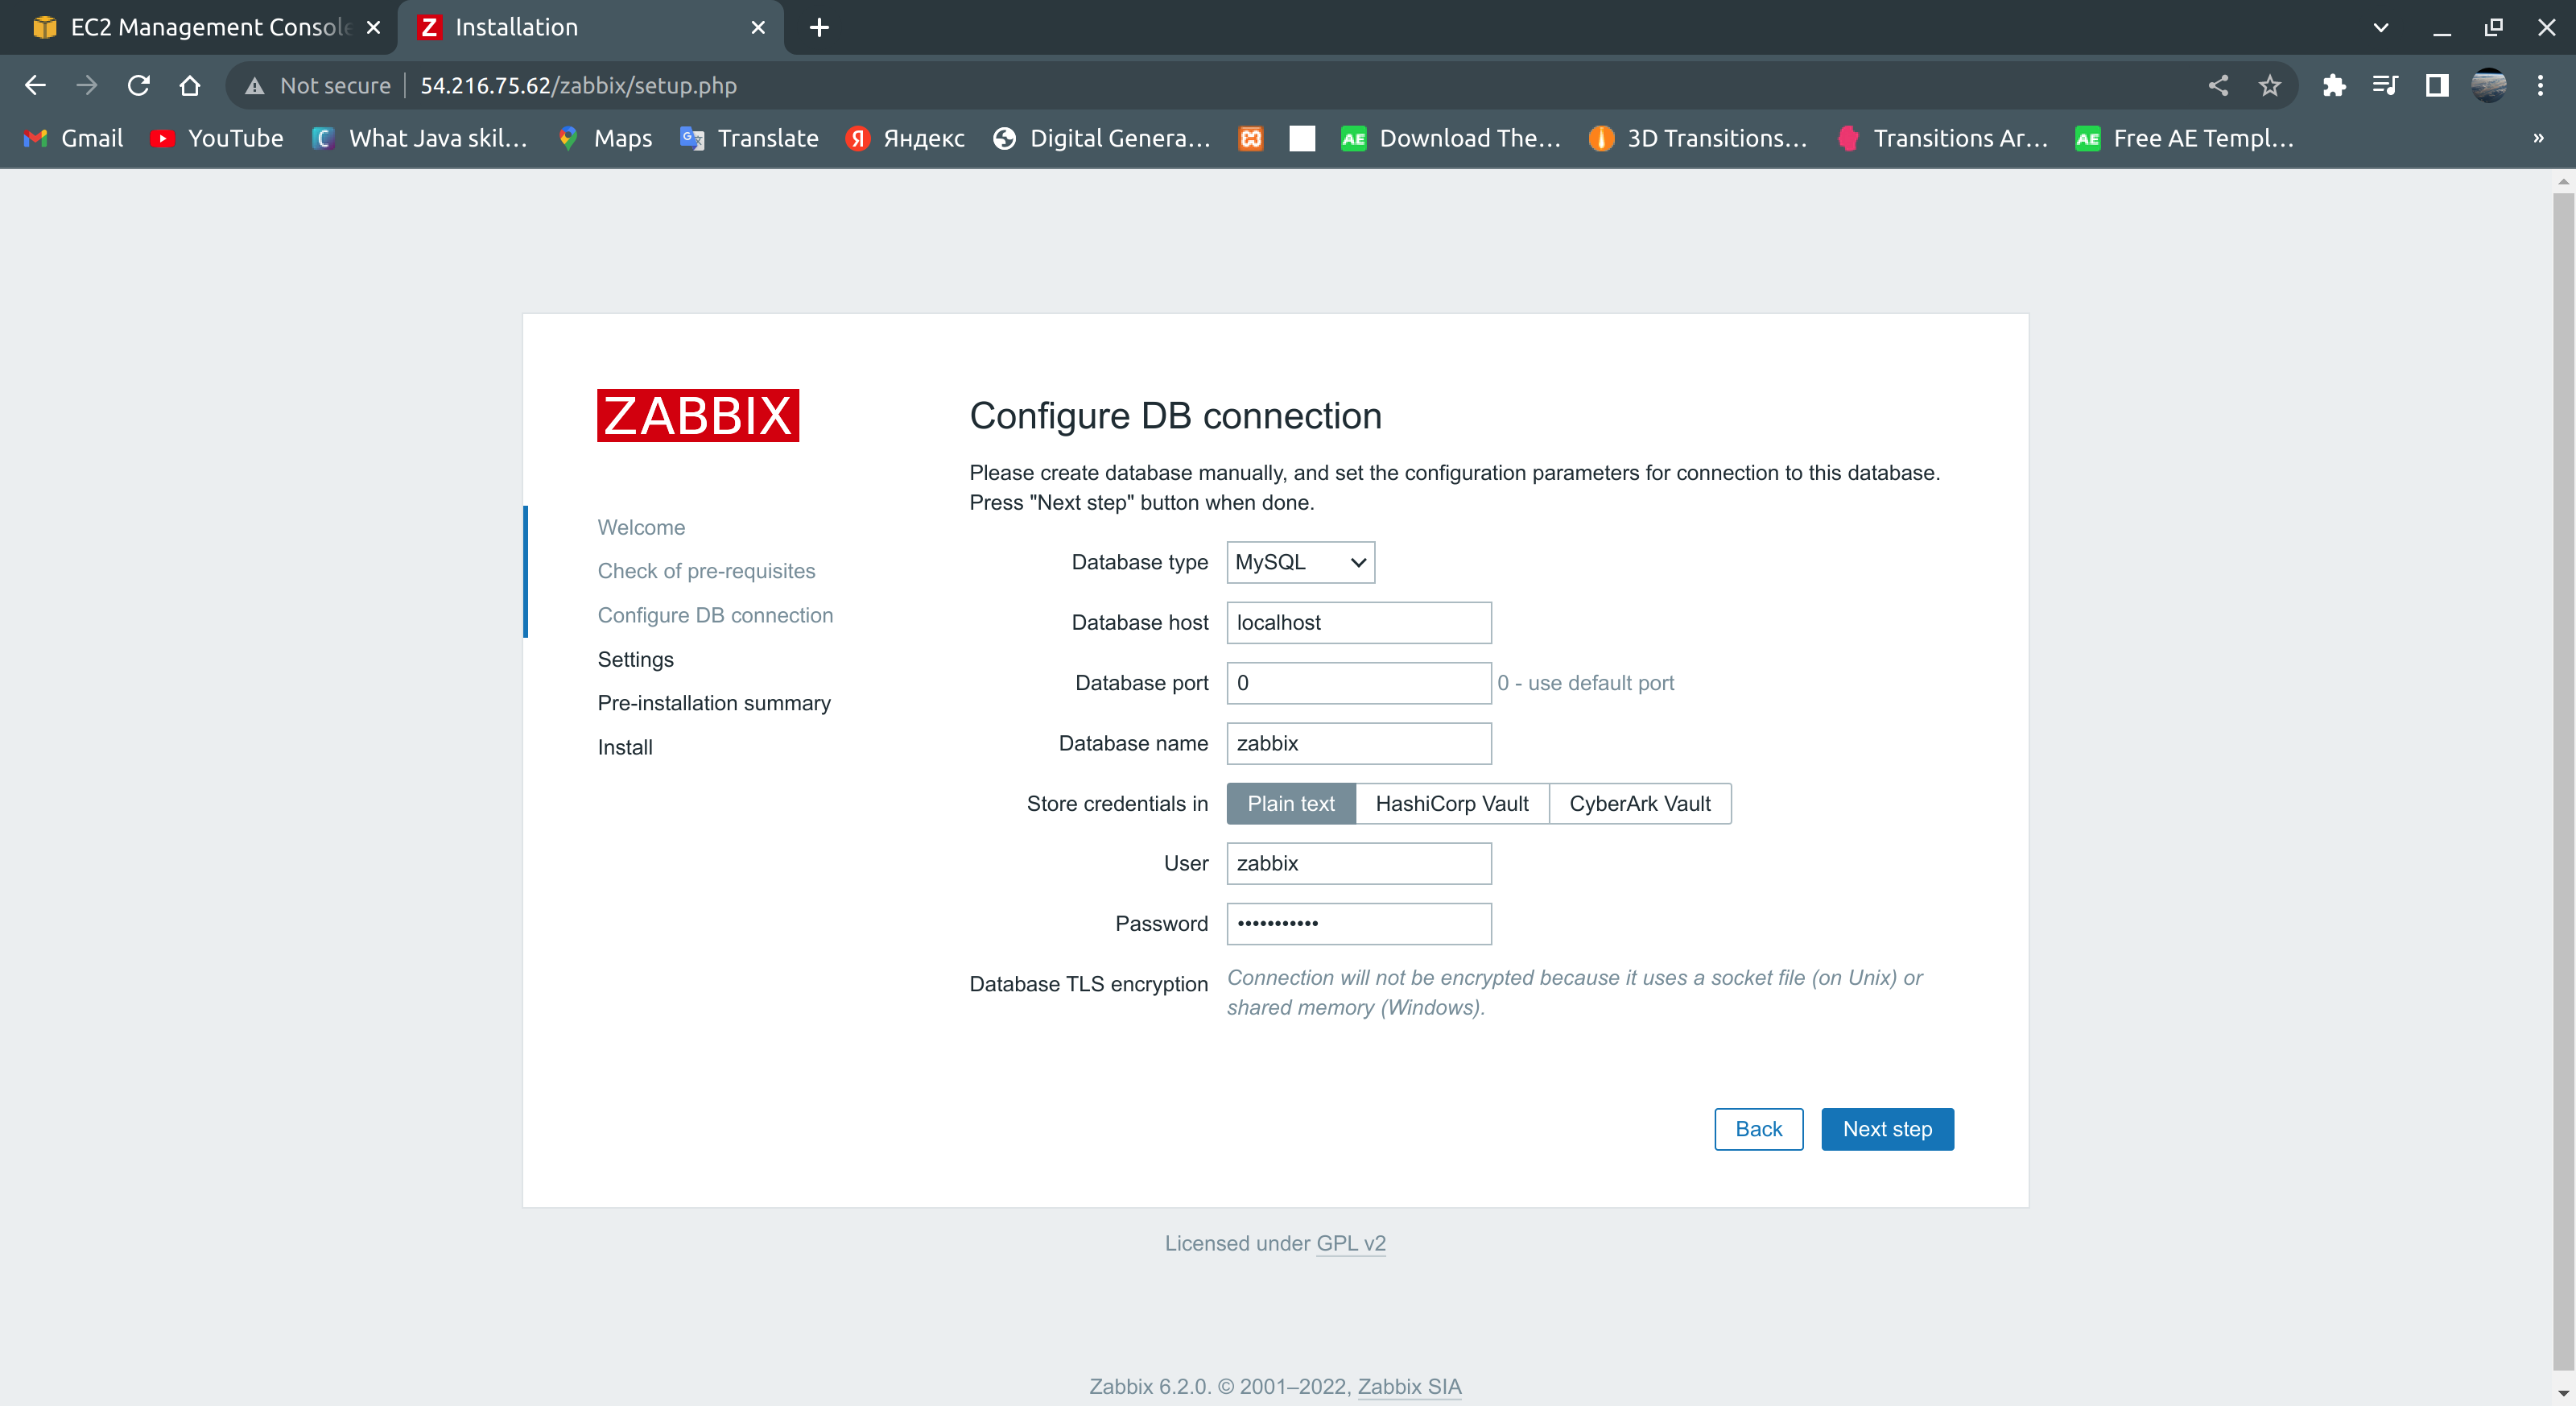 EC2 Management Console
Installation
Not secure
54.216.75.62/zabbix/setup.php
Gmail
YouTube
What Java skil...
Maps
Translate
Яндекс
Digital Genera...
Download The...
3D Transitions...
Transitions Ar...
Free AE Templ...
ZABBIX
Welcome
Check of pre-requisites
Configure DB connection
Settings
Pre-installation summary
Install
Configure DB connection
Please create database manually, and set the configuration parameters for connection to this database.
Press "Next step" button when done.
Database type MySQL
Database host localhost
Database port 0 0 - use default port
Database name zabbix
Store credentials in Plain text HashiCorp Vault CyberArk Vault
User zabbix
Password •••••••••••
Database TLS encryption Connection will not be encrypted because it uses a socket file (on Unix) or
shared memory (Windows).
Back Next step
Licensed under GPL v2
Zabbix 6.2.0. © 2001–2022, Zabbix SIA